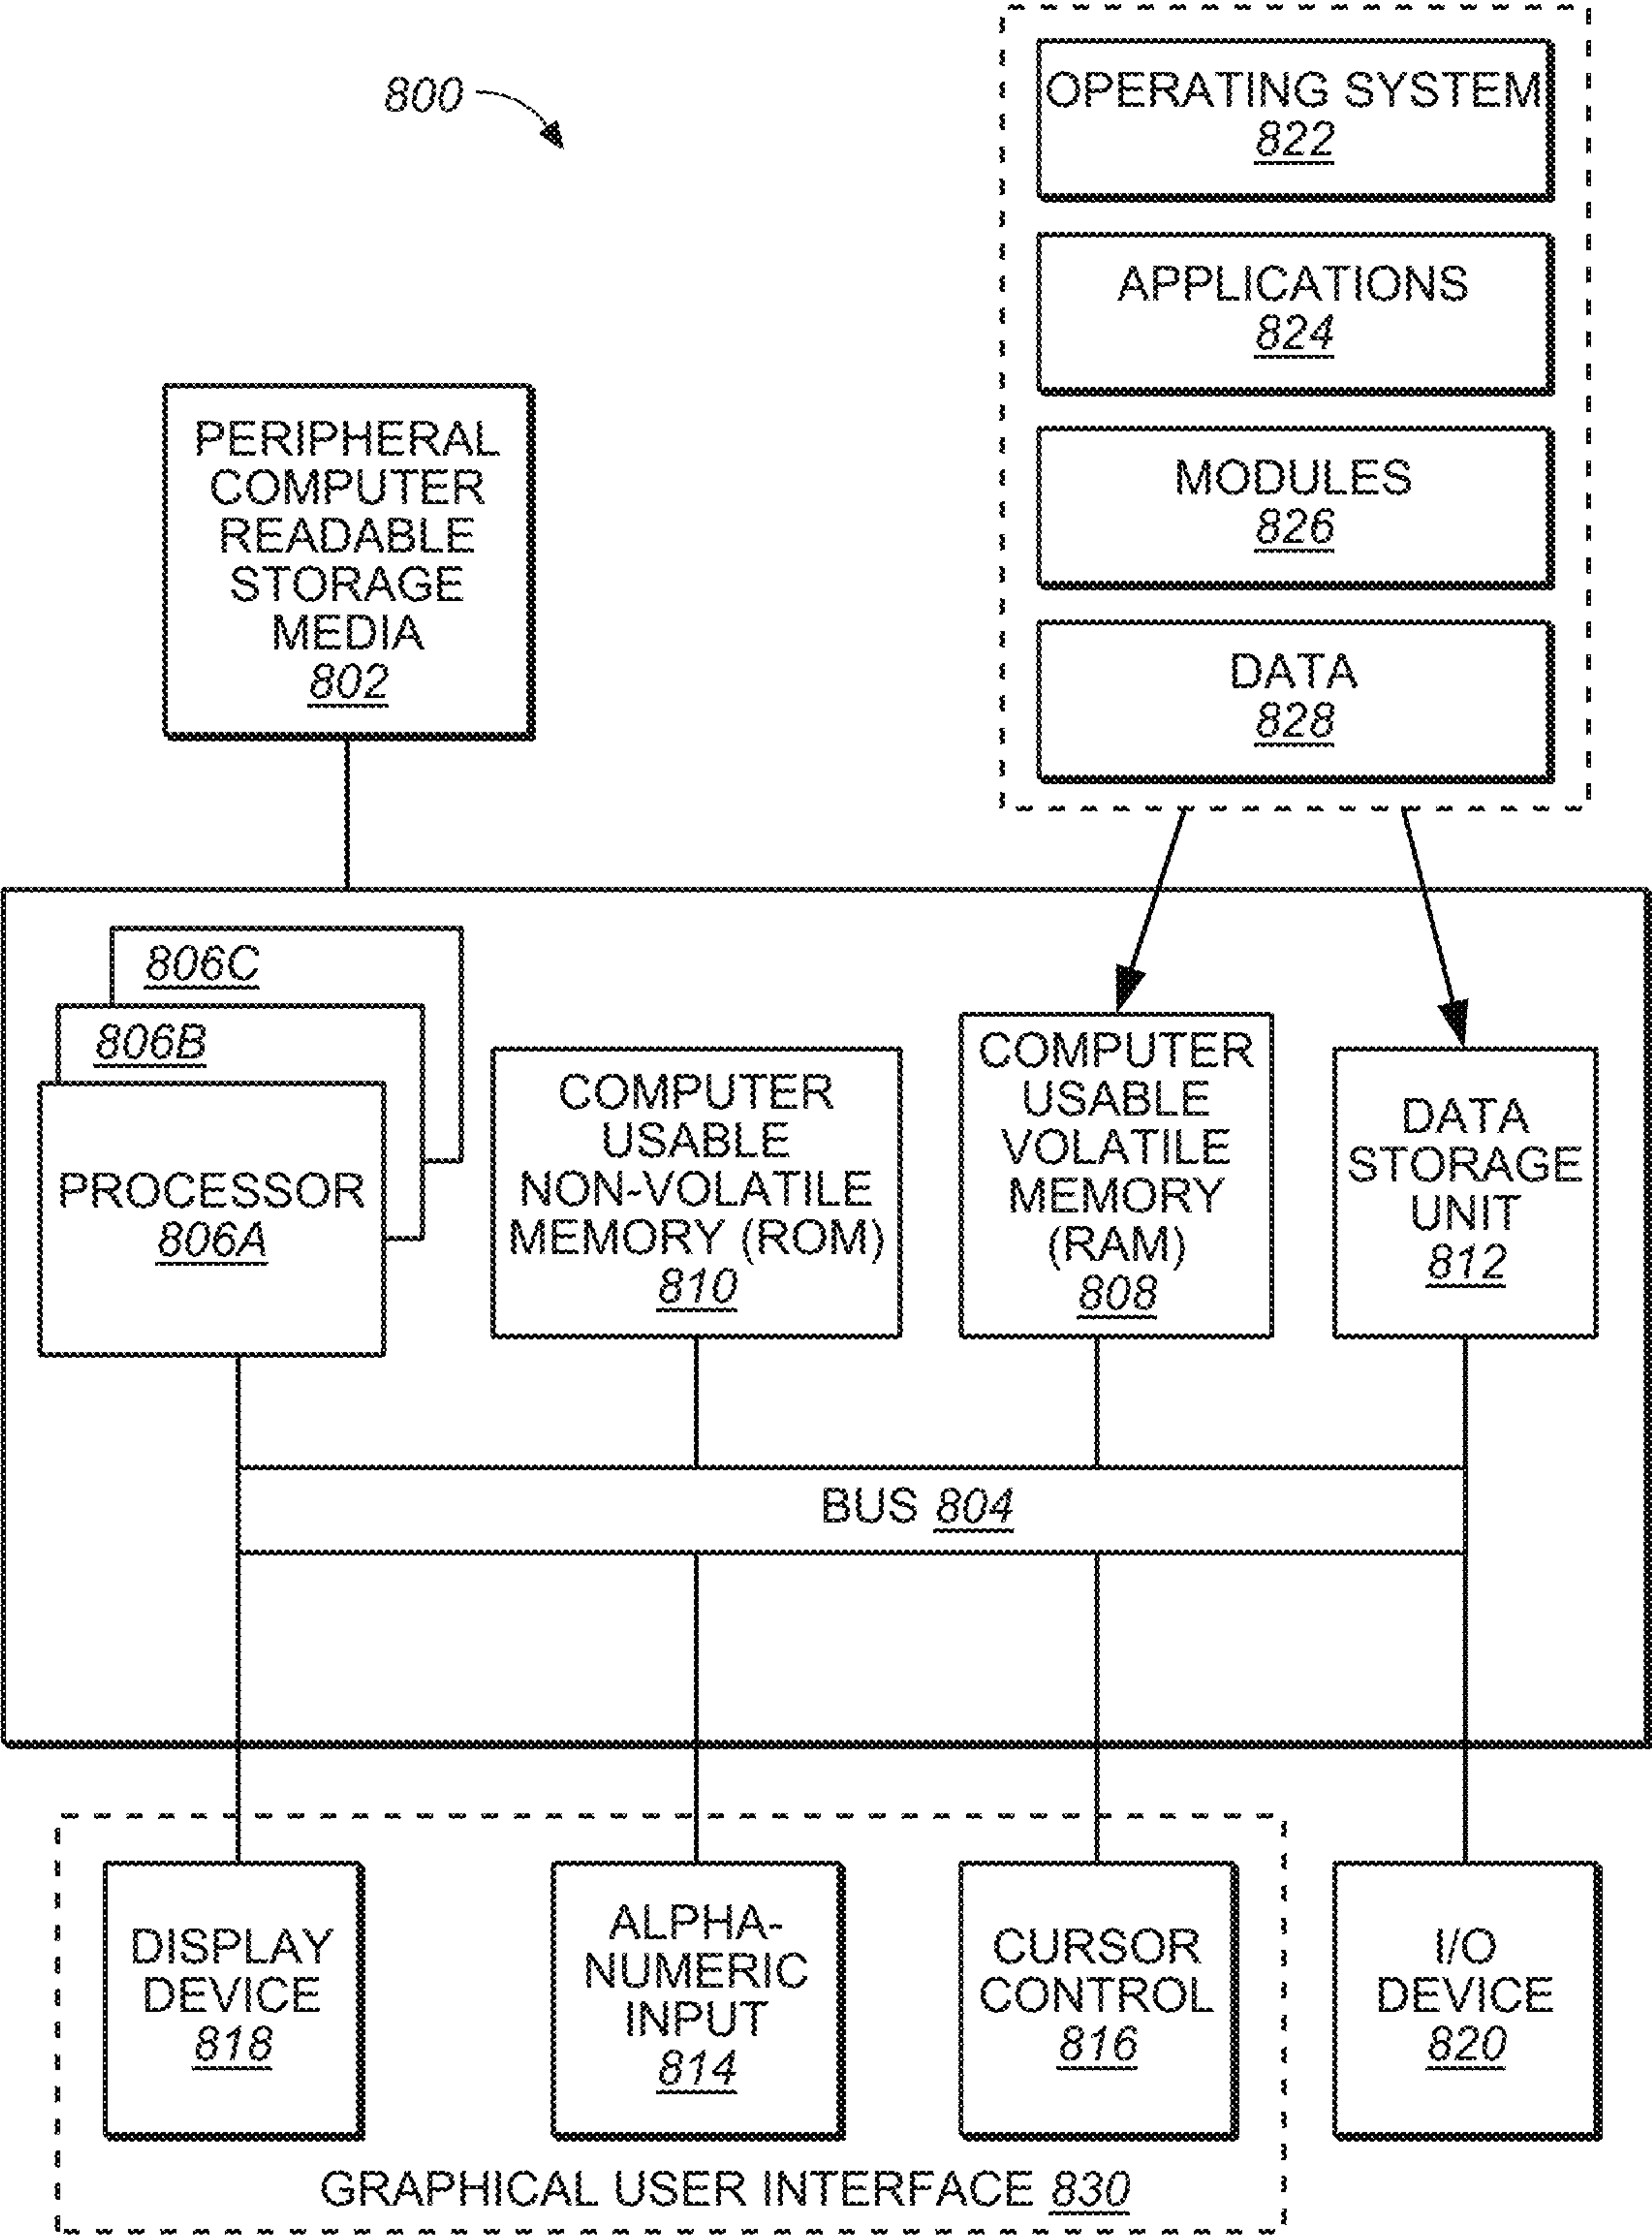 800
OPERATING SYSTEM
822
APPLICATIONS
824
MODULES
826
DATA
828
PERIPHERAL
COMPUTER
READABLE
STORAGE
MEDIA
802
806C
806B
PROCESSOR
806A
COMPUTER
USABLE
NON-VOLATILE
MEMORY (ROM)
810
COMPUTER
USABLE
VOLATILE
MEMORY
(RAM)
808
DATA
STORAGE
UNIT
812
BUS 804
DISPLAY
DEVICE
818
ALPHA-
NUMERIC
INPUT
814
CURSOR
CONTROL
816
I/O
DEVICE
820
GRAPHICAL USER INTERFACE 830